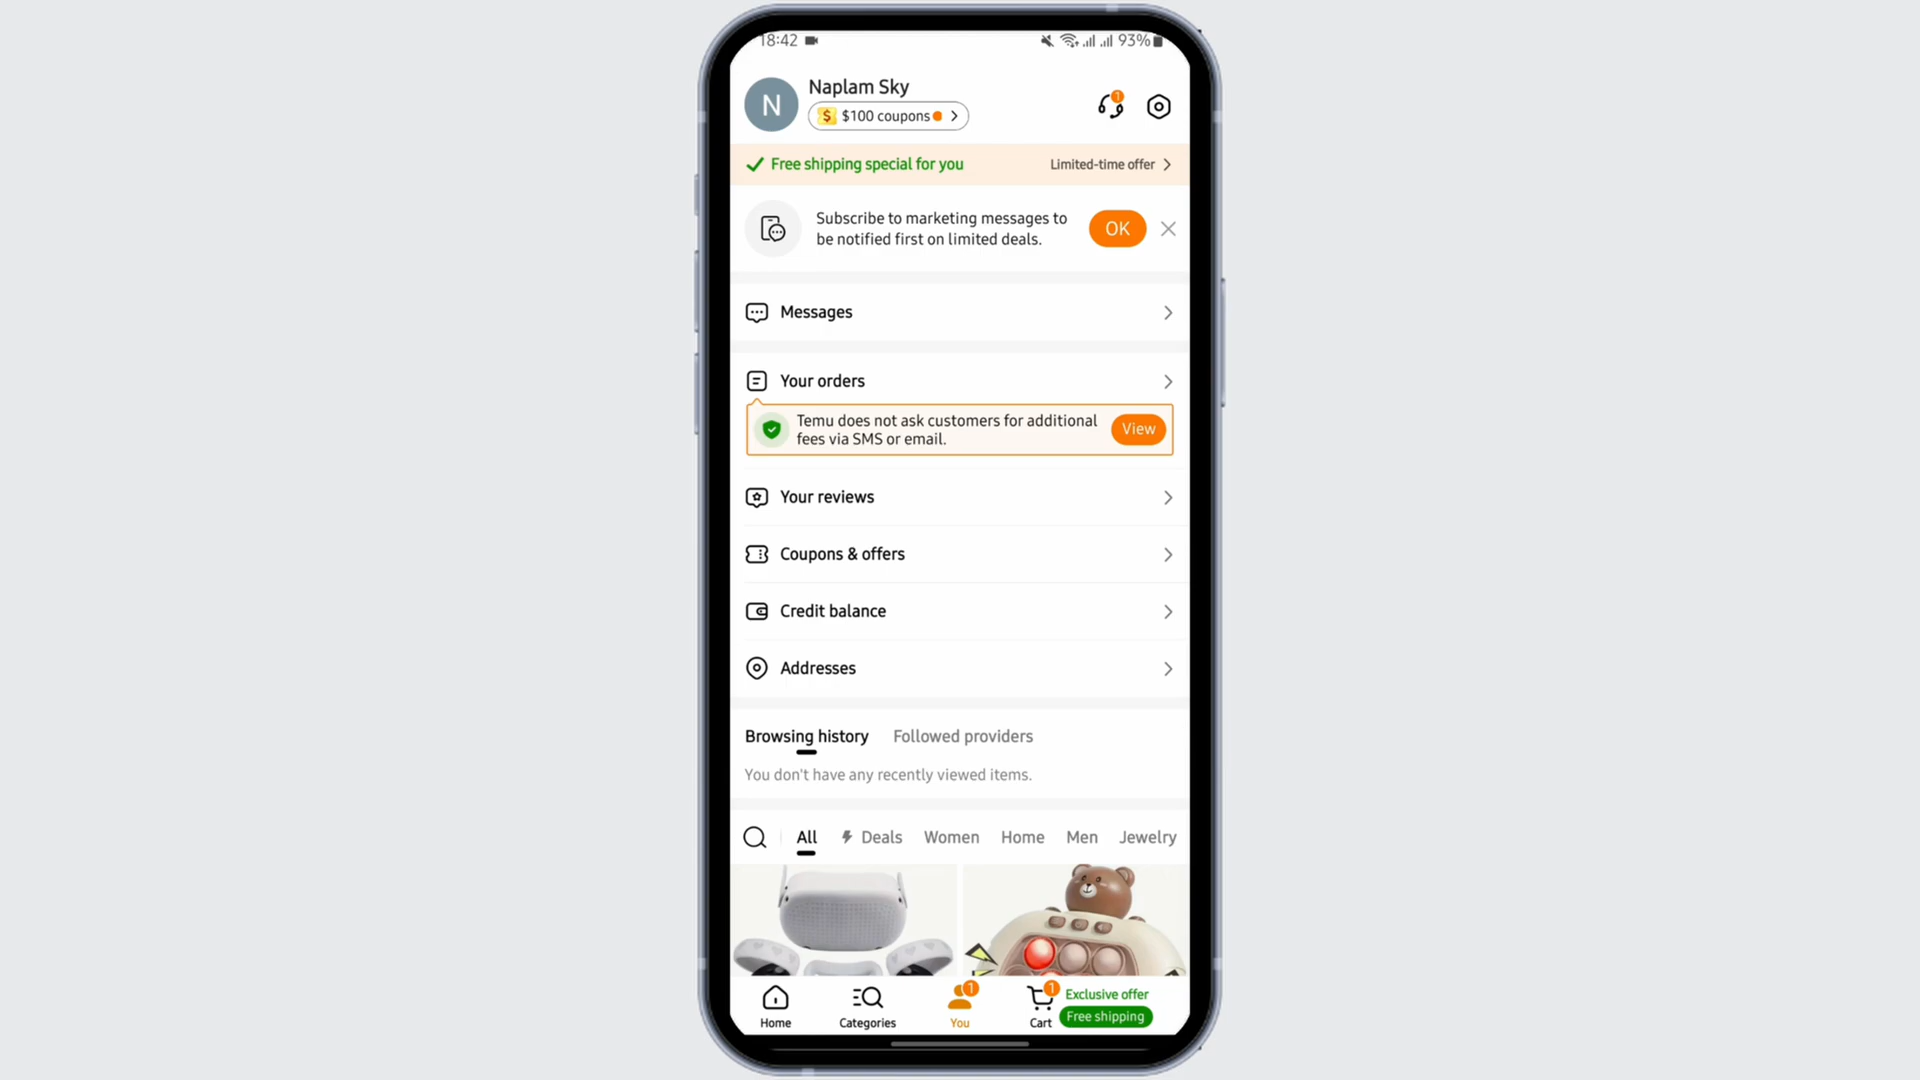 18:42
93%
N
Naplam Sky
$ $100 coupons
1
Free shipping special for you
Limited-time offer
Subscribe to marketing messages to
be notified first on limited deals.
OK
Messages
Your orders
Temu does not ask customers for additional
fees via SMS or email.
View
Your reviews
Coupons & offers
Credit balance
Addresses
Browsing history
Followed providers
You don't have any recently viewed items.
All
Deals
Women
Home
Men
Jewelry
Home
Categories
1
You
1
Cart
Exclusive offer
Free shipping